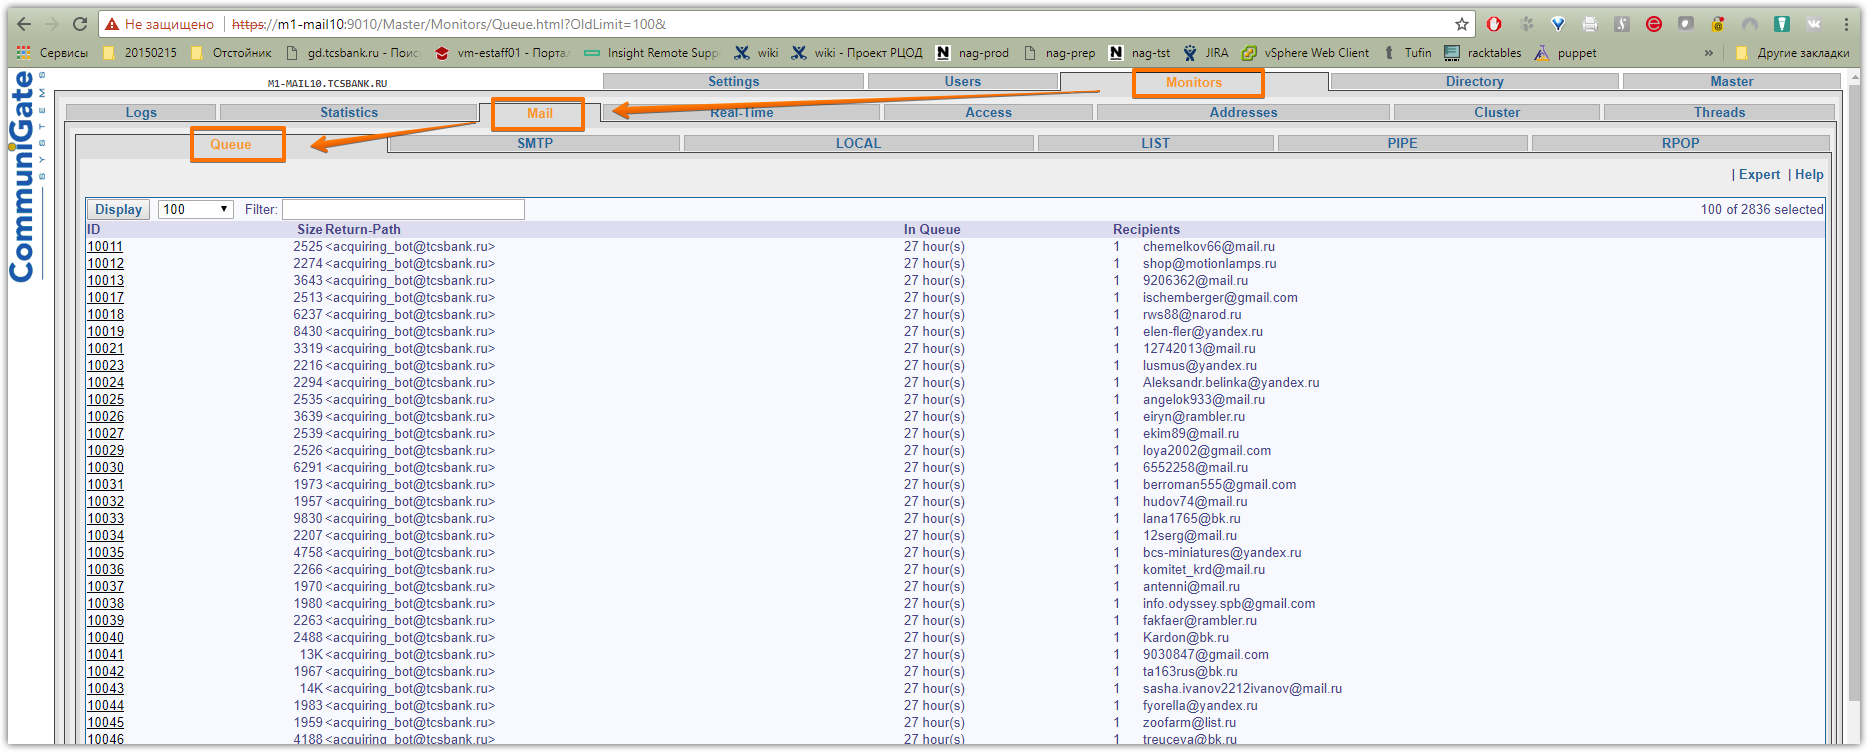 Не защищено https://m1-mail10:9010/Master/Monitors/Queue.html?OldLimit=100&
Сервисы 20150215 Отстойник gd.tcsbank.ru - Поис vm-estaff01 - Портал Insight Remote Supp wiki wiki - Проект РЦОД nag-prod nag-prep nag-tst JIRA vSphere Web Client Tufin racktables puppet » Другие закладки
CommuniGate
SYSTEMS
M1-MAIL10.TCSBANK.RU Settings Users Monitors Directory Master
Logs Statistics Mail Real-Time Access Addresses Cluster Threads
Queue SMTP LOCAL LIST PIPE RPOP
| Expert | Help
Display 100 Filter: 100 of 2836 selected
ID Size Return-Path In Queue Recipients
10011 2525 <acquiring_bot@tcsbank.ru> 27 hour(s) 1 chemelkov66@mail.ru
10012 2274 <acquiring_bot@tcsbank.ru> 27 hour(s) 1 shop@motionlamps.ru
10013 3643 <acquiring_bot@tcsbank.ru> 27 hour(s) 1 9206362@mail.ru
10017 2513 <acquiring_bot@tcsbank.ru> 27 hour(s) 1 ischemberger@gmail.com
10018 6237 <acquiring_bot@tcsbank.ru> 27 hour(s) 1 rws88@narod.ru
10019 8430 <acquiring_bot@tcsbank.ru> 27 hour(s) 1 elen-fler@yandex.ru
10021 3319 <acquiring_bot@tcsbank.ru> 27 hour(s) 1 12742013@mail.ru
10023 2216 <acquiring_bot@tcsbank.ru> 27 hour(s) 1 lusmus@yandex.ru
10024 2294 <acquiring_bot@tcsbank.ru> 27 hour(s) 1 Aleksandr.belinka@yandex.ru
10025 2535 <acquiring_bot@tcsbank.ru> 27 hour(s) 1 angelok933@mail.ru
10026 3639 <acquiring_bot@tcsbank.ru> 27 hour(s) 1 eiryn@rambler.ru
10027 2539 <acquiring_bot@tcsbank.ru> 27 hour(s) 1 ekim89@mail.ru
10029 2526 <acquiring_bot@tcsbank.ru> 27 hour(s) 1 loya2002@gmail.com
10030 6291 <acquiring_bot@tcsbank.ru> 27 hour(s) 1 6552258@mail.ru
10031 1973 <acquiring_bot@tcsbank.ru> 27 hour(s) 1 berroman555@gmail.com
10032 1957 <acquiring_bot@tcsbank.ru> 27 hour(s) 1 hudov74@mail.ru
10033 9830 <acquiring_bot@tcsbank.ru> 27 hour(s) 1 lana1765@bk.ru
10034 2207 <acquiring_bot@tcsbank.ru> 27 hour(s) 1 12serg@mail.ru
10035 4758 <acquiring_bot@tcsbank.ru> 27 hour(s) 1 bcs-miniatures@yandex.ru
10036 2266 <acquiring_bot@tcsbank.ru> 27 hour(s) 1 komitet_krd@mail.ru
10037 1970 <acquiring_bot@tcsbank.ru> 27 hour(s) 1 antenni@mail.ru
10038 1980 <acquiring_bot@tcsbank.ru> 27 hour(s) 1 info.odyssey.spb@gmail.com
10039 2263 <acquiring_bot@tcsbank.ru> 27 hour(s) 1 fakfaer@rambler.ru
10040 2488 <acquiring_bot@tcsbank.ru> 27 hour(s) 1 Kardon@bk.ru
10041 13K <acquiring_bot@tcsbank.ru> 27 hour(s) 1 9030847@gmail.com
10042 1967 <acquiring_bot@tcsbank.ru> 27 hour(s) 1 ta163rus@bk.ru
10043 14K <acquiring_bot@tcsbank.ru> 27 hour(s) 1 sasha.ivanov2212ivanov@mail.ru
10044 1983 <acquiring_bot@tcsbank.ru> 27 hour(s) 1 fyorella@yandex.ru
10045 1959 <acquiring_bot@tcsbank.ru> 27 hour(s) 1 zoofarm@list.ru
10046 4188 <acquiring_bot@tcsbank.ru> 27 hour(s) 1 treuceva@bk.ru